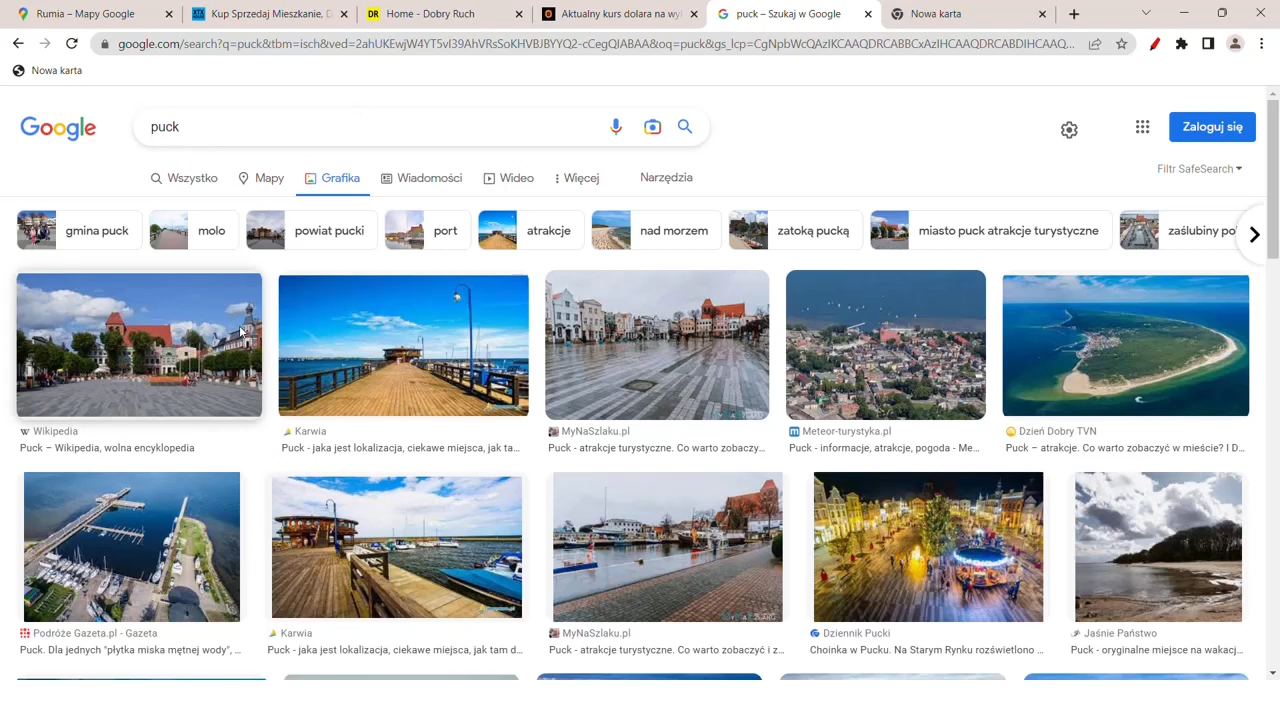 Rumia – Mapy Google
Kup Sprzedaj Mieszkanie, D
DR Home - Dobry Ruch
Aktualny kurs dolara na wyk
puck – Szukaj w Google
Nowa karta
google.com/search?q=puck&tbm=isch&ved=2ahUKEwjW4YT5vI39AhVRsSoKHVBJBYYQ2-cCegQIABAA&oq=puck&gs_lcp=CgNpbWcQAzIKCAAQDRCABBCxAzIHCAAQDRCABDIHCAAQ...
Nowa karta
Google
puck
Zaloguj się
Filtr SafeSearch
Wszystko Mapy Grafika Wiadomości Wideo Więcej Narzędzia
gmina puck molo powiat pucki port atrakcje nad morzem zatoką pucką miasto puck atrakcje turystyczne zaślubiny po
W Wikipedia
Puck – Wikipedia, wolna encyklopedia
Karwia
Puck - jaka jest lokalizacja, ciekawe miejsca, jak ta...
MyNaSzlaku.pl
Puck - atrakcje turystyczne. Co warto zobaczy...
m Meteor-turystyka.pl
Puck - informacje, atrakcje, pogoda - Me...
Dzień Dobry TVN
Puck – atrakcje. Co warto zobaczyć w mieście? I D...
Podróże Gazeta.pl - Gazeta
Puck. Dla jednych "płytka miska mętnej wody", ...
Karwia
Puck - jaka jest lokalizacja, ciekawe miejsca, jak tam d...
MyNaSzlaku.pl
Puck - atrakcje turystyczne. Co warto zobaczyć i z...
Dziennik Pucki
Choinka w Pucku. Na Starym Rynku rozświetlono ...
Jaśnie Państwo
Puck - oryginalne miejsce na wakacj...